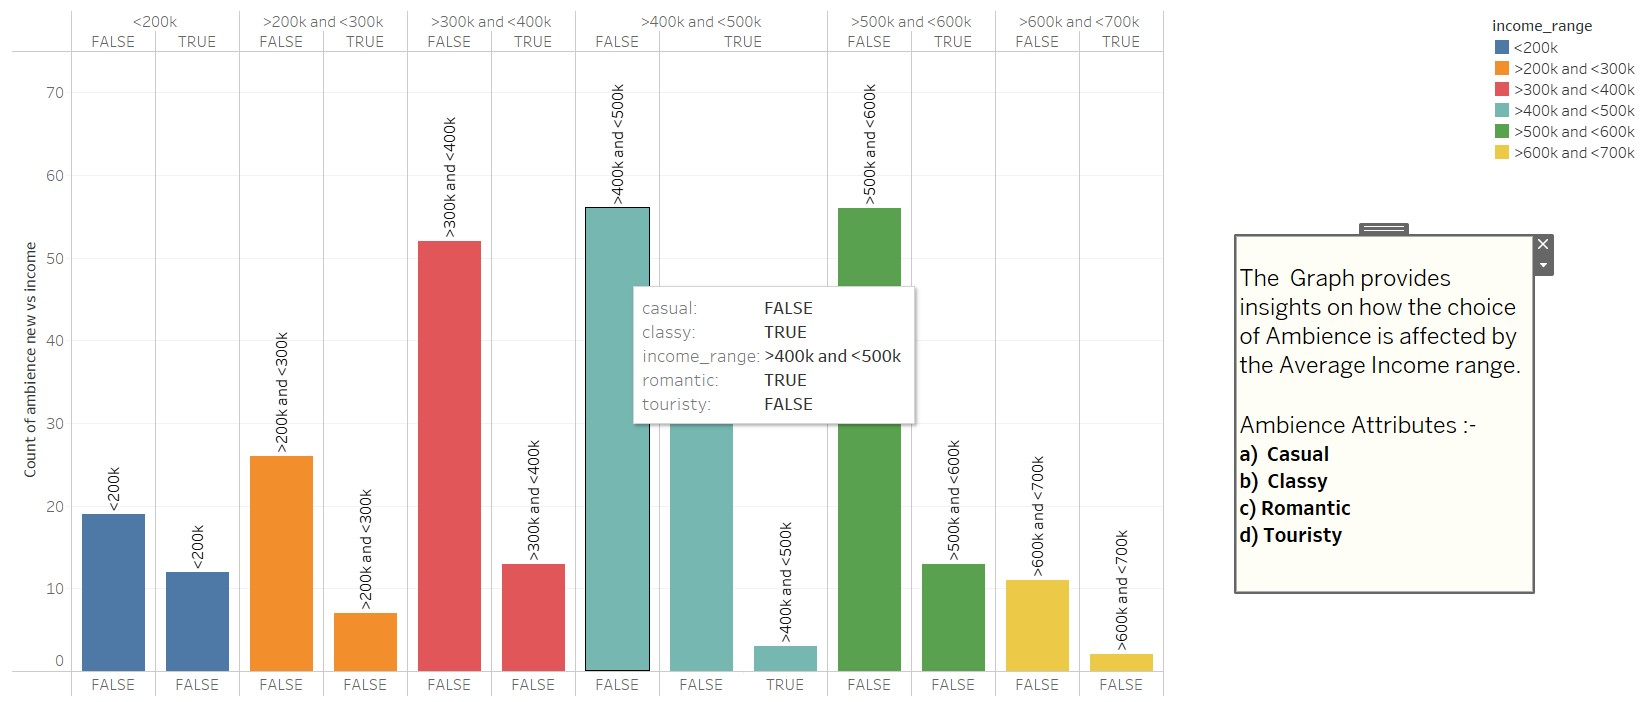 <200k >200k and <300k >300k and <400k >400k and <500k >500k and <600k >600k and <700k
FALSE TRUE FALSE TRUE FALSE TRUE FALSE TRUE FALSE TRUE FALSE TRUE
Count of ambience new vs income
70
60
50
40
30
20
10
0
<200k
<200k
>200k and <300k
>200k and <300k
>300k and <400k
>300k and <400k
>400k and <500k
>400k and <500k
>500k and <600k
>500k and <600k
>600k and <700k
>600k and <700k
casual: FALSE
classy: TRUE
income_range: >400k and <500k
romantic: TRUE
touristy: FALSE
FALSE FALSE FALSE FALSE FALSE FALSE FALSE FALSE TRUE FALSE FALSE FALSE FALSE
income_range
<200k
>200k and <300k
>300k and <400k
>400k and <500k
>500k and <600k
>600k and <700k
The Graph provides
insights on how the choice
of Ambience is affected by
the Average Income range.
Ambience Attributes :-
a) Casual
b) Classy
c) Romantic
d) Touristy